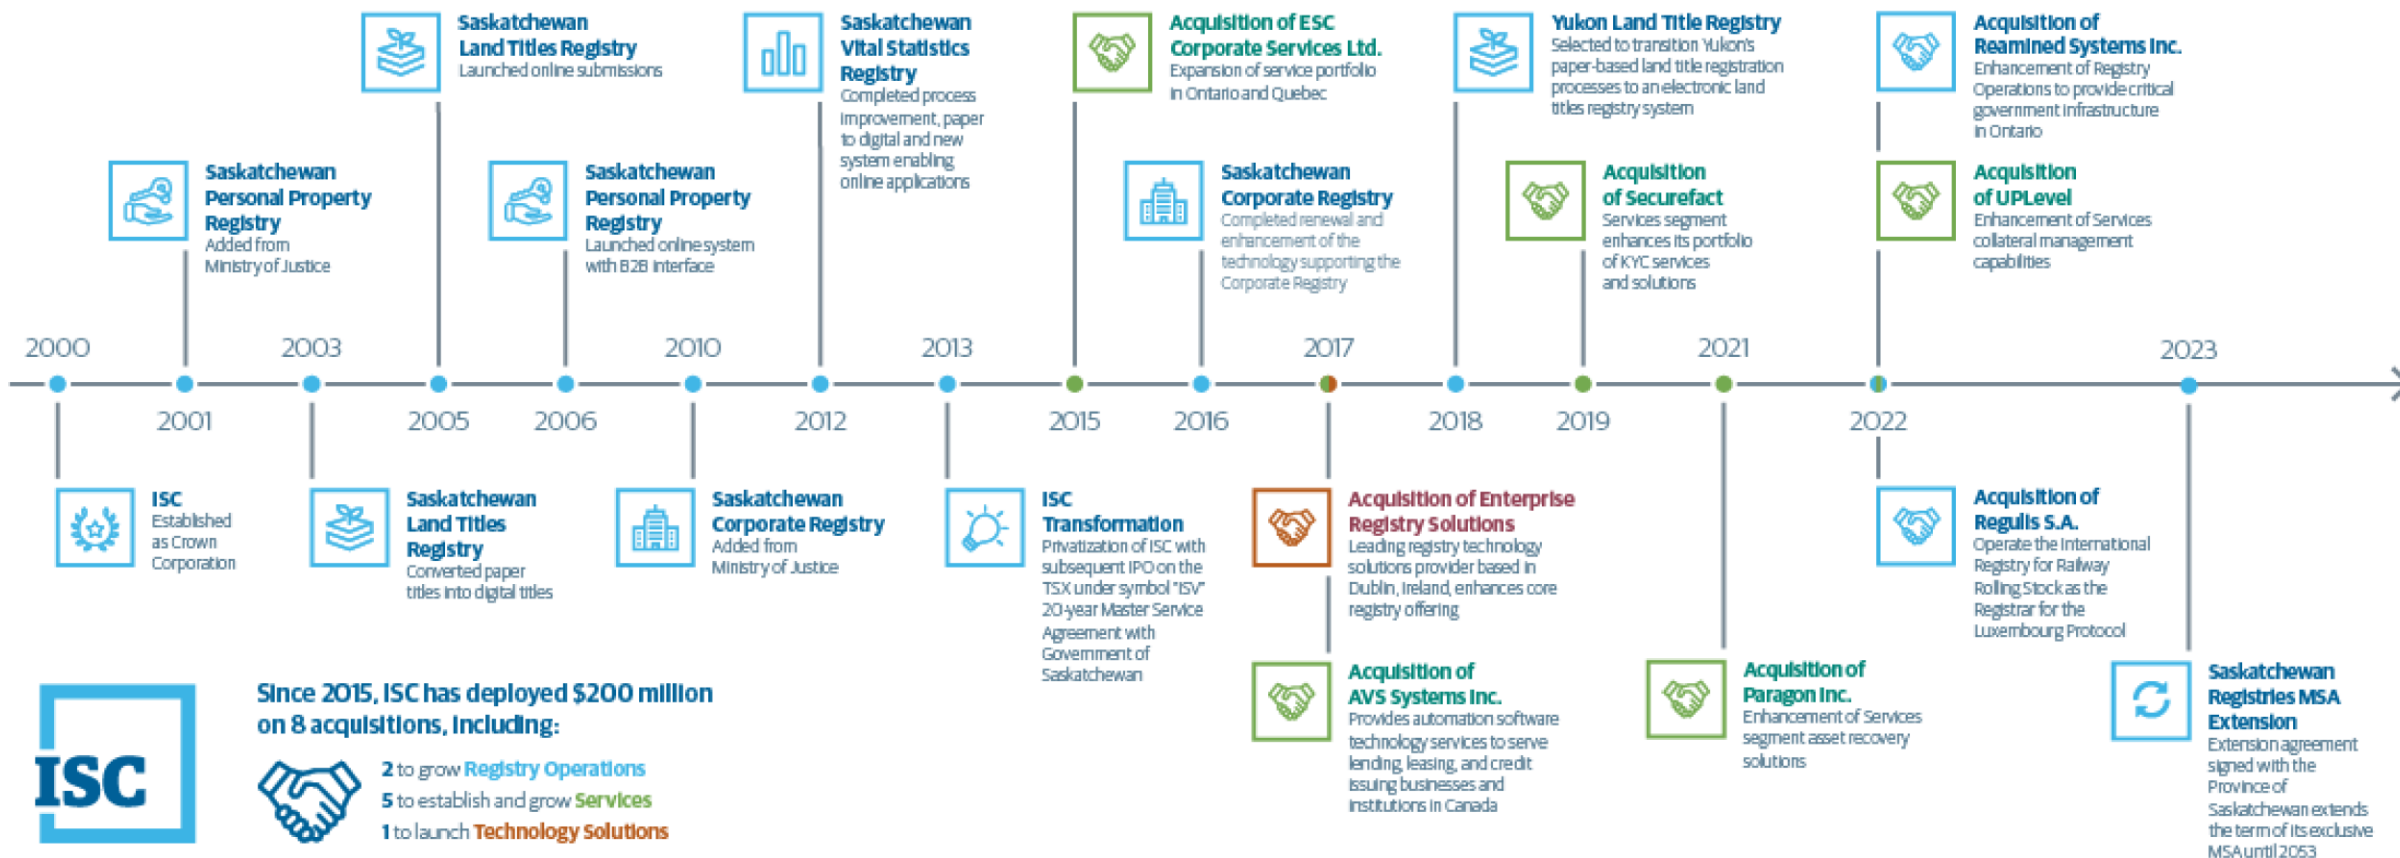 Saskatchewan
Land Titles Registry
Launched online submissions
Saskatchewan
Vital Statistics
Registry
Completed process
improvement, paper
to digital and new
system enabling
online applications
Acquisition of ESC
Corporate Services Ltd.
Expansion of service portfolio
in Ontario and Quebec
Yukon Land Title Registry
Selected to transition Yukon's
paper-based land title registration
processes to an electronic land
titles registry system
Acquisition of
Reamined Systems Inc.
Enhancement of Registry
Operations to provide critical
government infrastructure
in Ontario
Saskatchewan
Personal Property
Registry
Added from
Ministry of Justice
Saskatchewan
Personal Property
Registry
Launched online system
with B2B interface
Saskatchewan
Corporate Registry
Completed renewal and
enhancement of the
technology supporting the
Corporate Registry
Acquisition
of Securefact
Services segment
enhances its portfolio
of KYC services
and solutions
Acquisition
of UPLevel
Enhancement of Services
collateral management
capabilities
2000
2003
2010
2013
2017
2021
2023
2001
2005
2006
2012
2015
2016
2018
2019
2022
ISC
Established
as Crown
Corporation
Saskatchewan
Land Titles
Registry
Converted paper
titles into digital titles
Saskatchewan
Corporate Registry
Added from
Ministry of Justice
ISC
Transformation
Privatization of ISC with
subsequent IPO on the
TSX under symbol "ISV"
20-year Master Service
Agreement with
Government of
Saskatchewan
Acquisition of Enterprise
Registry Solutions
Leading registry technology
solutions provider based in
Dublin, Ireland, enhances core
registry offering
Acquisition of
AVS Systems Inc.
Provides automation software
technology services to serve
lending, leasing, and credit
issuing businesses and
institutions in Canada
Acquisition of
Paragon Inc.
Enhancement of Services
segment asset recovery
solutions
Acquisition of
Regulis S.A.
Operate the International
Registry for Railway
Rolling Stock as the
Registrar for the
Luxembourg Protocol
Saskatchewan
Registries MSA
Extension
Extension agreement
signed with the
Province of
Saskatchewan extends
the term of its exclusive
MSA until 2053
ISC
Since 2015, ISC has deployed $200 million
on 8 acquisitions, including:
2 to grow Registry Operations
5 to establish and grow Services
1 to launch Technology Solutions